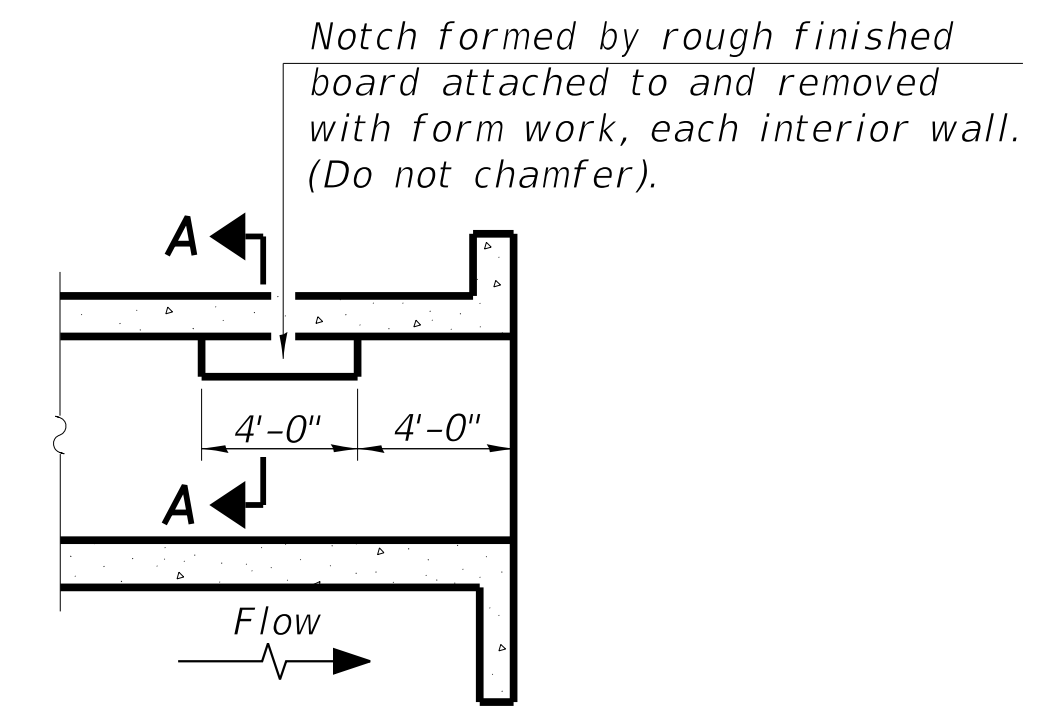 Notch formed by rough finished
board attached to and removed
with form work, each interior wall.
(Do not chamfer).
A
4'-0" 4'-0"
A
Flow